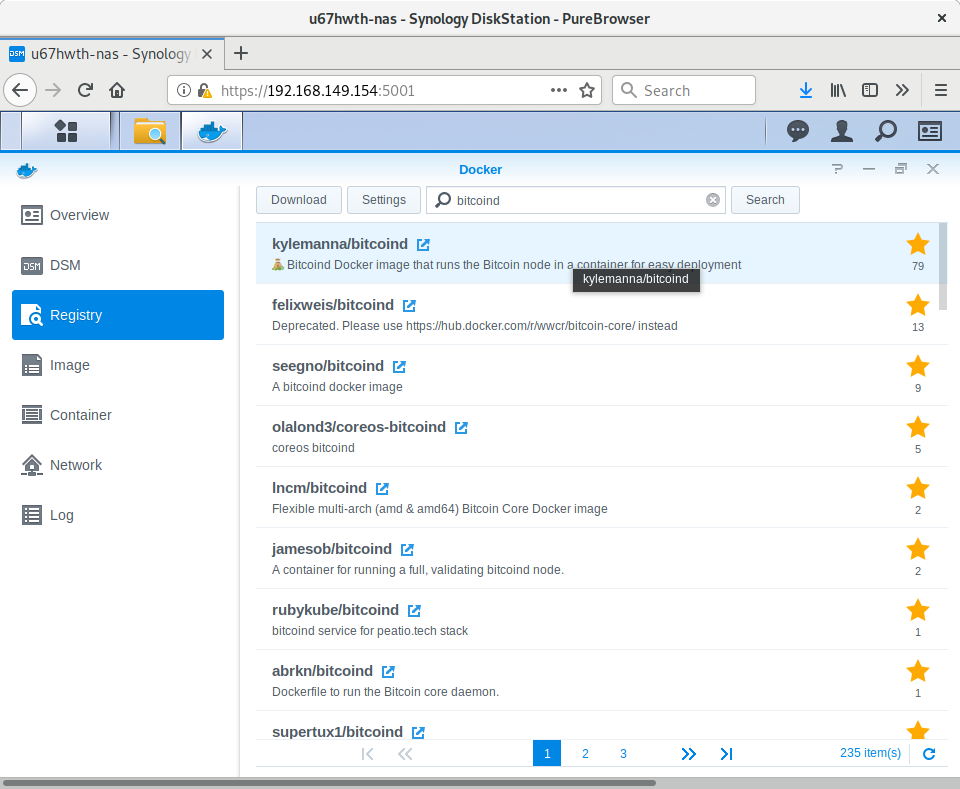 u67hwth-nas - Synology DiskStation - PureBrowser
DSM u67hwth-nas - Synology
https://192.168.149.154:5001
Search
Docker
Overview
DSM DSM
Registry
Image
Container
Network
Log
Download Settings bitcoind Search
kylemanna/bitcoind
Bitcoind Docker image that runs the Bitcoin node in a container for easy deployment
79
kylemanna/bitcoind
felixweis/bitcoind
Deprecated. Please use https://hub.docker.com/r/wwcr/bitcoin-core/ instead
13
seegno/bitcoind
A bitcoind docker image
9
olalond3/coreos-bitcoind
coreos bitcoind
5
lncm/bitcoind
Flexible multi-arch (amd & amd64) Bitcoin Core Docker image
2
jamesob/bitcoind
A container for running a full, validating bitcoind node.
2
rubykube/bitcoind
bitcoind service for peatio.tech stack
1
abrkn/bitcoind
Dockerfile to run the Bitcoin core daemon.
1
supertux1/bitcoind
1 2 3 235 item(s)